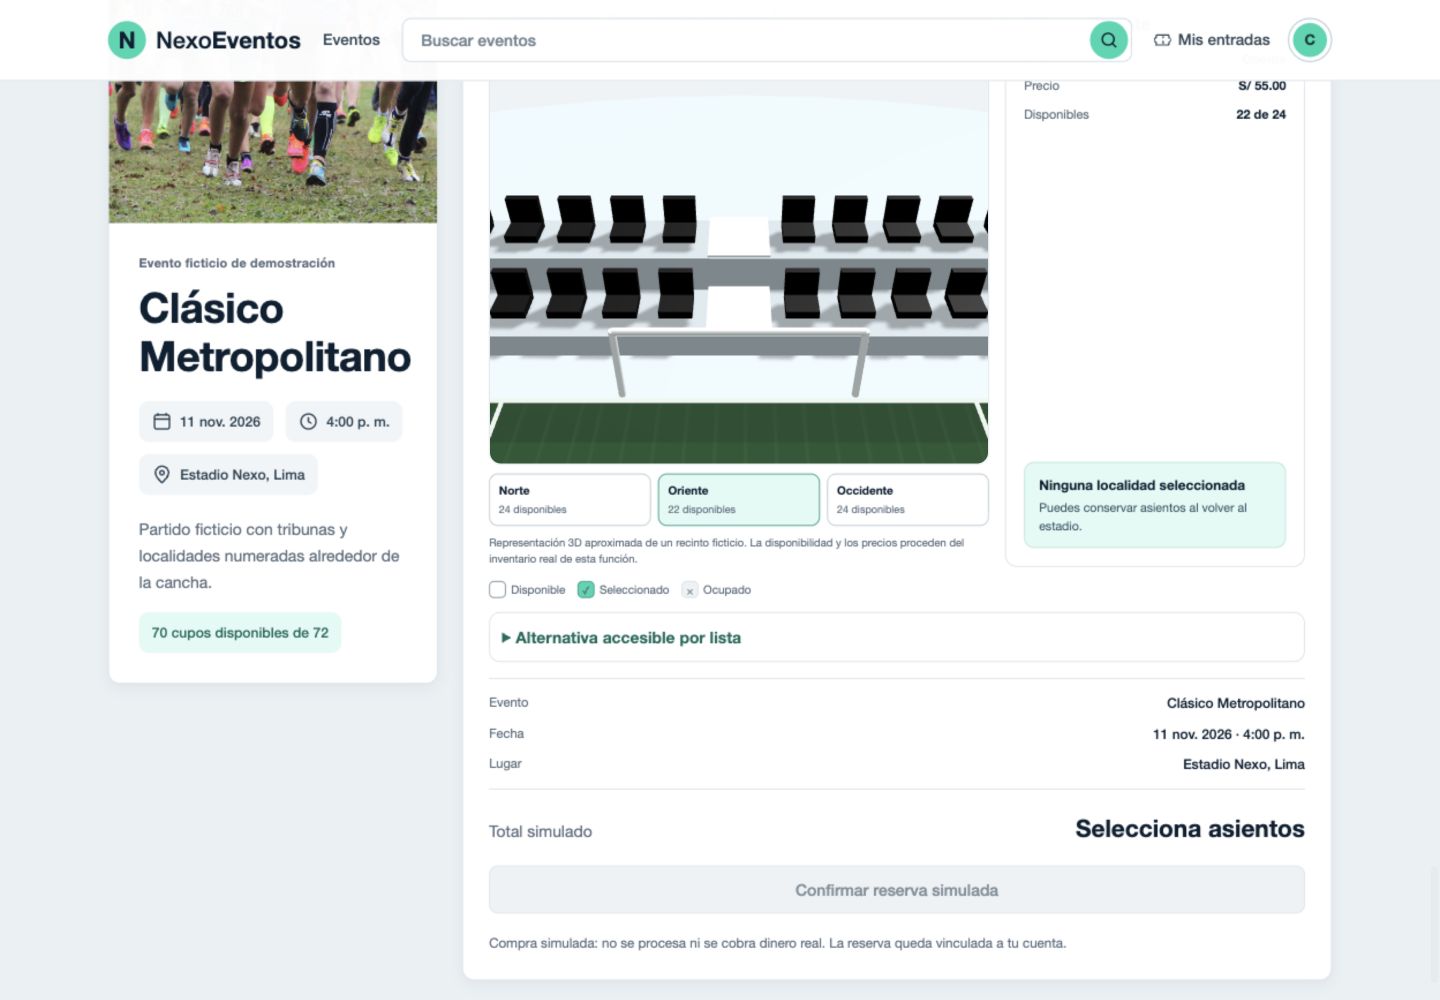 N NexoEventos
Eventos
Buscar eventos
Mis entradas
C
Evento ficticio de demostración
Clásico
Metropolitano
11 nov. 2026
4:00 p. m.
Estadio Nexo, Lima
Partido ficticio con tribunas y
localidades numeradas alrededor de
la cancha.
70 cupos disponibles de 72
Precio
S/ 55.00
Disponibles
22 de 24
Ninguna localidad seleccionada
Puedes conservar asientos al volver al
estadio.
Norte
24 disponibles
Oriente
22 disponibles
Occidente
24 disponibles
Representación 3D aproximada de un recinto ficticio. La disponibilidad y los precios proceden del
inventario real de esta función.
Disponible
Seleccionado
Ocupado
Alternativa accesible por lista
Evento
Clásico Metropolitano
Fecha
11 nov. 2026 · 4:00 p. m.
Lugar
Estadio Nexo, Lima
Total simulado
Selecciona asientos
Confirmar reserva simulada
Compra simulada: no se procesa ni se cobra dinero real. La reserva queda vinculada a tu cuenta.